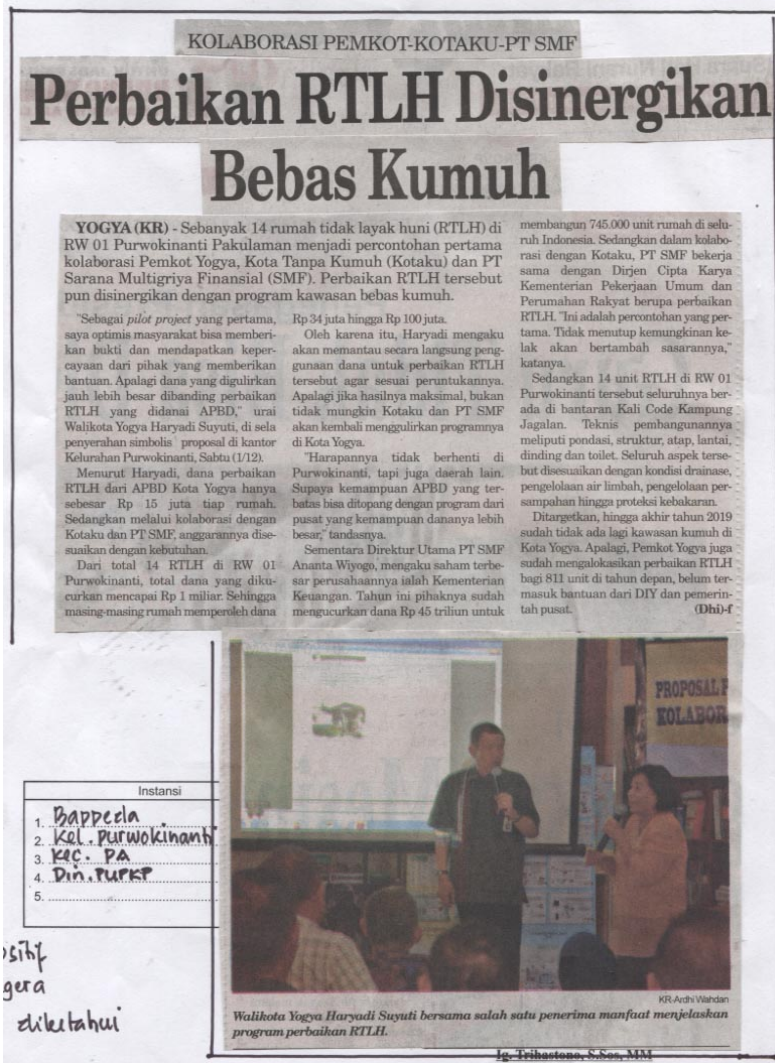 KOLABORASI PEMKOT-KOTAKU-PT SMF
Perbaikan RTLH Disinergikan
Bebas Kumuh
YOGYA (KR) - Sebanyak 14 rumah tidak layak huni (RTLH) di
RW 01 Purwokinanti Pakulaman menjadi percontohan pertama
kolaborasi Pemkot Yogya, Kota Tanpa Kumuh (Kotaku) dan PT
Sarana Multigriya Finansial (SMF). Perbaikan RTLH tersebut
pun disinergikan dengan program kawasan bebas kumuh.
"Sebagai pilot project yang pertama,
saya optimis masyarakat bisa memberi-
kan bukti dan mendapatkan keper-
cayaan dari pihak yang memberikan
bantuan. Apalagi dana yang digulirkan
jauh lebih besar dibanding perbaikan
RTLH yang didanai APBD," urai
Walikota Yogya Haryadi Suyuti, di sela
penyerahan simbolis proposal di kantor
Kelurahan Purwokinanti, Sabtu (1/12).
Menurut Haryadi, dana perbaikan
RTLH dari APBD Kota Yogya hanya
sebesar Rp 15 juta tiap rumah.
Sedangkan melalui kolaborasi dengan
Kotaku dan PT SMF, anggarannya dise-
suaikan dengan kebutuhan.
Dari total 14 RTLH di RW 01
Purwokinanti, total dana yang diku-
curkan mencapai Rp 1 miliar. Sehingga
masing-masing rumah memperoleh dana
Rp 34 juta hingga Rp 100 juta.
Oleh karena itu, Haryadi mengaku
akan memantau secara langsung peng-
gunaan dana untuk perbaikan RTLH
tersebut agar sesuai peruntukannya.
Apalagi jika hasilnya maksimal, bukan
tidak mungkin Kotaku dan PT SMF
akan kembali menggulirkan programnya
di Kota Yogya.
"Harapannya tidak berhenti di
Purwokinanti, tapi juga daerah lain.
Supaya kemampuan APBD yang ter-
batas bisa ditopang dengan program dari
pusat yang kemampuan dananya lebih
besar," tandasnya.
Sementara Direktur Utama PT SMF
Ananta Wiyogo, mengaku saham terbe-
sar perusahaannya ialah Kementerian
Keuangan. Tahun ini pihaknya sudah
mengucurkan dana Rp 45 triliun untuk
membangun 745.000 unit rumah di selu-
ruh Indonesia. Sedangkan dalam kolabo-
rasi dengan Kotaku, PT SMF bekerja
sama dengan Dirjen Cipta Karya
Kementerian Pekerjaan Umum dan
Perumahan Rakyat berupa perbaikan
RTLH. "Ini adalah percontohan yang per-
tama. Tidak menutup kemungkinan ke-
lak akan bertambah sasarannya,"
katanya.
Sedangkan 14 unit RTLH di RW 01
Purwokinanti tersebut seluruhnya ber-
ada di bantaran Kali Code Kampung
Jagalan. Teknis pembangunannya
meliputi pondasi, struktur, atap, lantai,
dinding dan toilet. Seluruh aspek terse-
but disesuaikan dengan kondisi drainase,
pengelolaan air limbah, pengelolaan per-
sampahan hingga proteksi kebakaran.
Ditargetkan, hingga akhir tahun 2019
sudah tidak ada lagi kawasan kumuh di
Kota Yogya. Apalagi, Pemkot Yogya juga
sudah mengalokasikan perbaikan RTLH
bagi 811 unit di tahun depan, belum ter-
masuk bantuan dari DIY dan pemerin-
tah pusat. (Dhi)-f
PROPOSAL P
KOLABOR
Instansi
1. Bappeda
2. Kel. Purwokinanti
3. Kec. PA
4. Din. PUPKP
5.
ositif
gera
diketahui
KR-Ardhi Wahdan
Walikota Yogya Haryadi Suyuti bersama salah satu penerima manfaat menjelaskan
program perbaikan RTLH.
Ig. Trihastono, S.Sos, MM